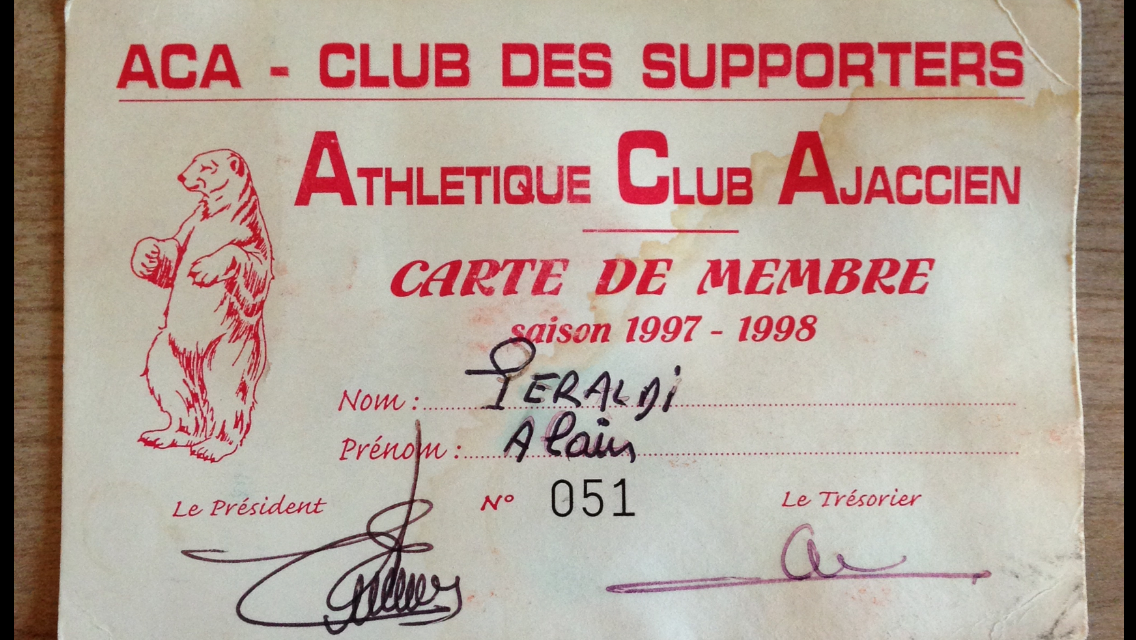 ACA - CLUB DES SUPPORTERS
ATHLETIQUE CLUB AJACCIEN
CARTE DE MEMBRE
saison 1997 - 1998
Nom : PERALDI
Prénom : Alain
Le Président N° 051 Le Trésorier